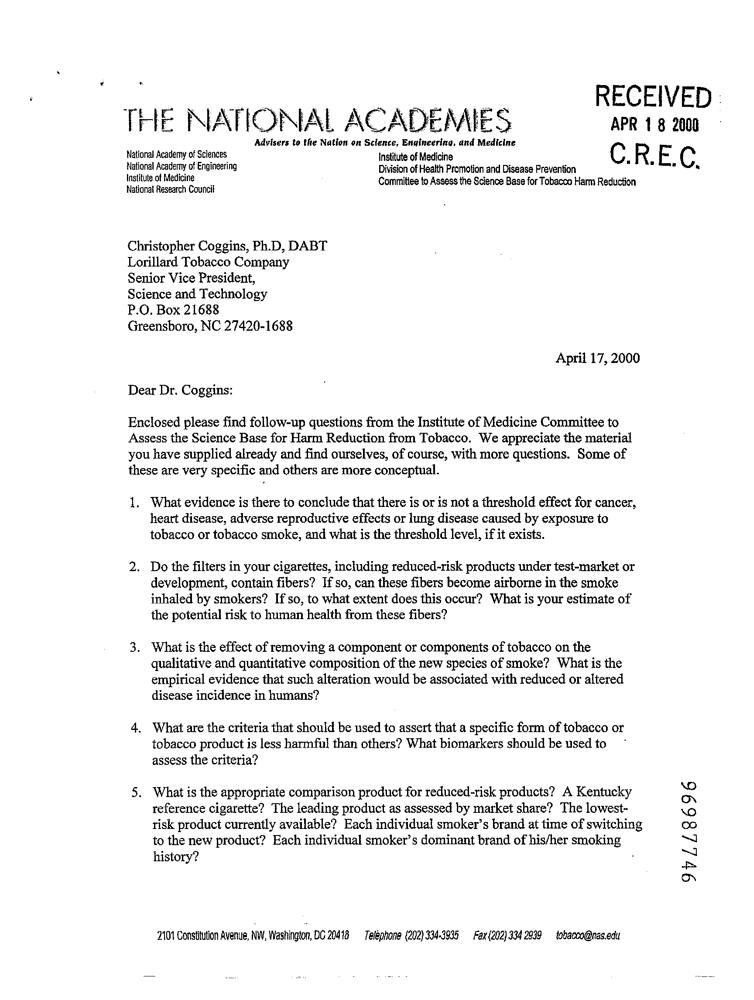 RECEIVED
APR 18 2000
C.R.E.C.
THE NATIONAL ACADEMIES
Advisers to the Nation on Science, Engineering, and Medicine
National Academy of Sciences
National Academy of Engineering
Institute of Medicine
National Research Council
Institute of Medicine
Division of Health Promotion and Disease Prevention
Committee to Assess the Science Base for Tobacco Harm Reduction
Christopher Coggins, Ph.D, DABT
Lorillard Tobacco Company
Senior Vice President,
Science and Technology
P.O. Box 21688
Greensboro, NC 27420-1688
April 17, 2000
Dear Dr. Coggins:
Enclosed please find follow-up questions from the Institute of Medicine Committee to
Assess the Science Base for Harm Reduction from Tobacco. We appreciate the material
you have supplied already and find ourselves, of course, with more questions. Some of
these are very specific and others are more conceptual.
1. What evidence is there to conclude that there is or is not a threshold effect for cancer,
heart disease, adverse reproductive effects or lung disease caused by exposure to
tobacco or tobacco smoke, and what is the threshold level, if it exists.
2. Do the filters in your cigarettes, including reduced-risk products under test-market or
development, contain fibers? If so, can these fibers become airborne in the smoke
inhaled by smokers? If so, to what extent does this occur? What is your estimate of
the potential risk to human health from these fibers?
3. What is the effect of removing a component or components of tobacco on the
qualitative and quantitative composition of the new species of smoke? What is the
empirical evidence that such alteration would be associated with reduced or altered
disease incidence in humans?
4. What are the criteria that should be used to assert that a specific form of tobacco or
tobacco product is less harmful than others? What biomarkers should be used to
assess the criteria?
5. What is the appropriate comparison product for reduced-risk products? A Kentucky
reference cigarette? The leading product as assessed by market share? The lowest-
risk product currently available? Each individual smoker's brand at time of switching
to the new product? Each individual smoker's dominant brand of his/her smoking
history?
96987746
2101 Constitution Avenue, NW, Washington, DC 20418 Telephone (202) 334-3935 Fax (202) 334 2939 tobacco@nas.edu